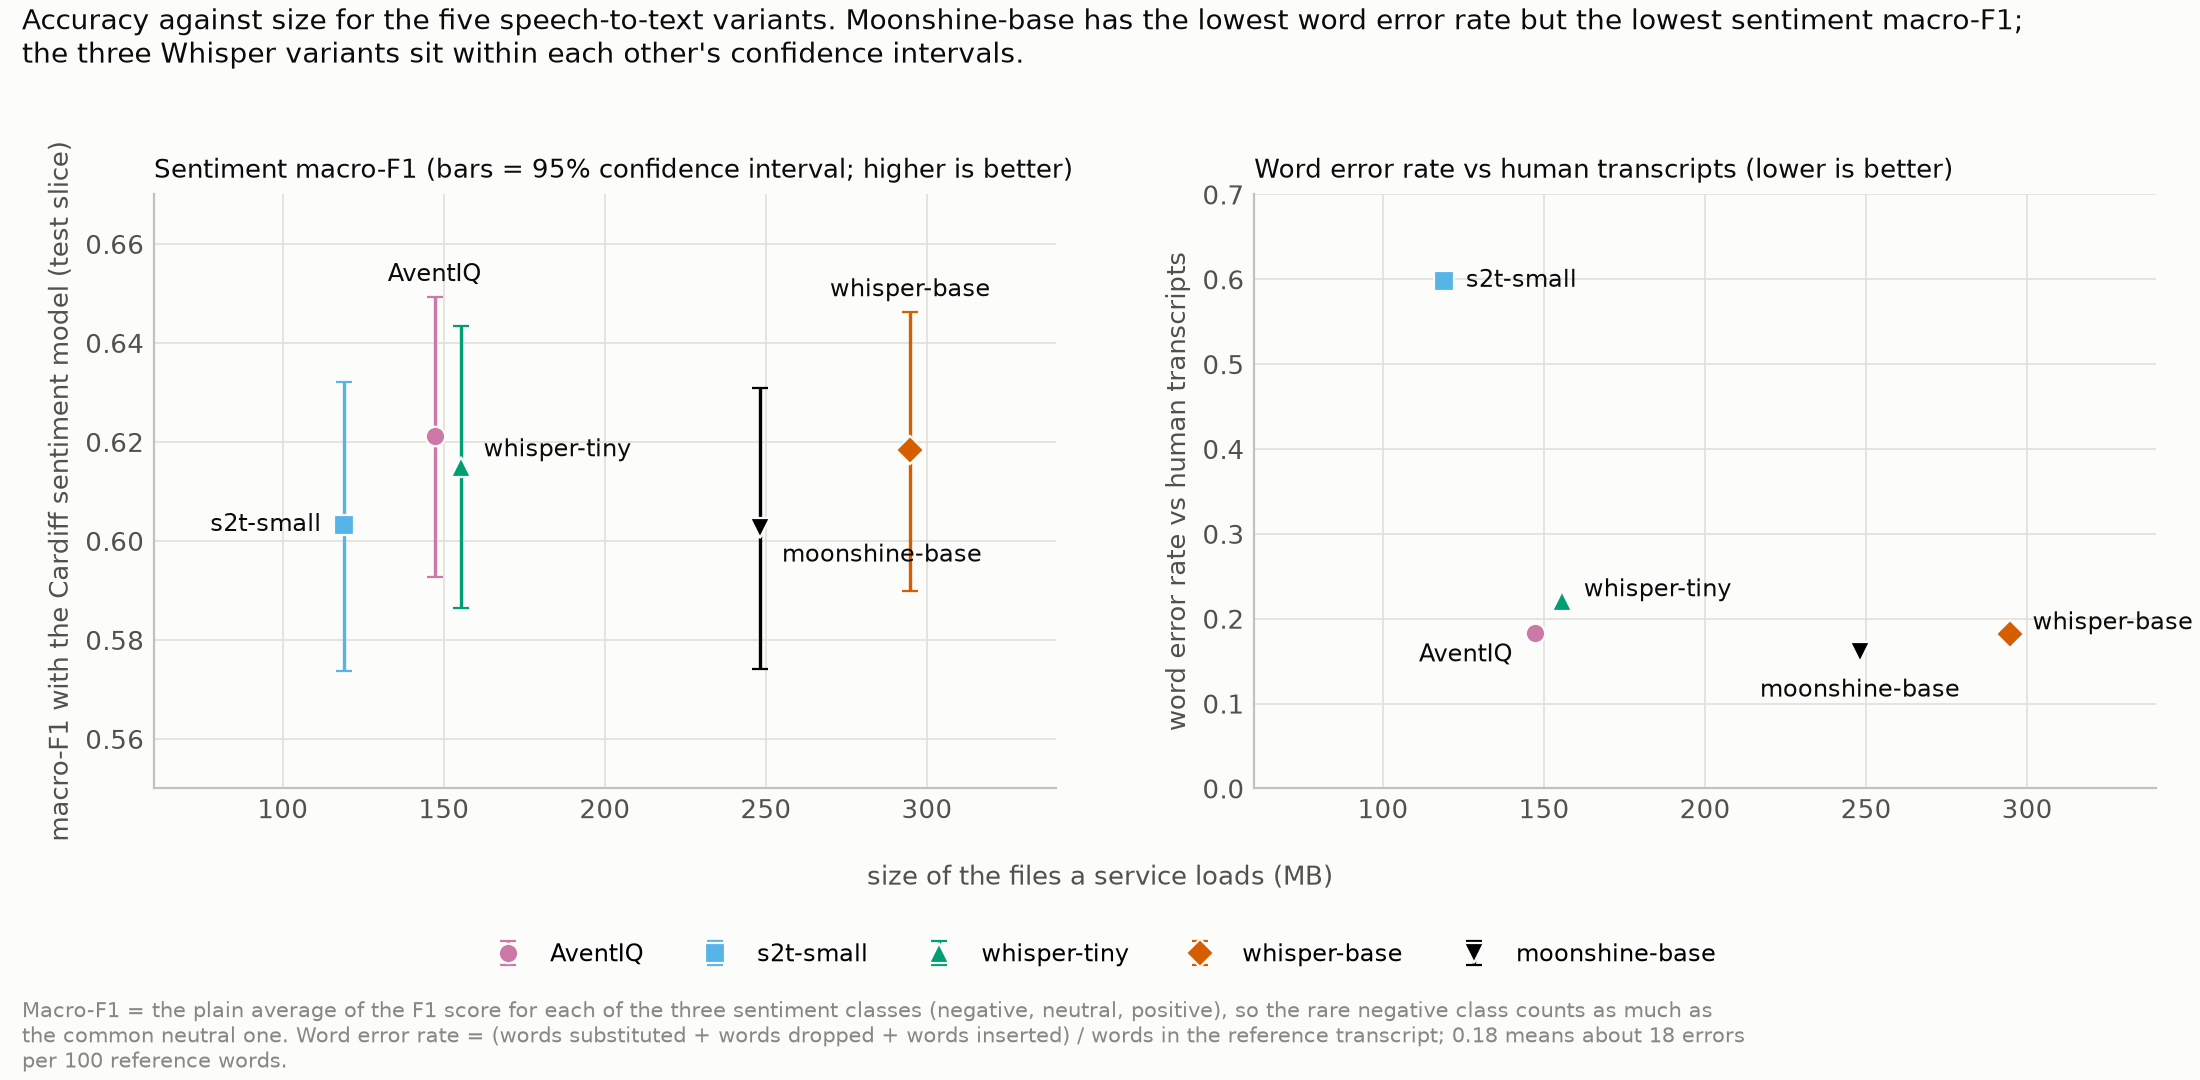 Accuracy against size for the five speech-to-text variants. Moonshine-base has the lowest word error rate but the lowest sentiment macro-F1;
the three Whisper variants sit within each other's confidence intervals.
Sentiment macro-F1 (bars = 95% confidence interval; higher is better)
macro-F1 with the Cardiff sentiment model (test slice)
0.66
0.64
0.62
0.60
0.58
0.56
AventIQ
whisper-base
whisper-tiny
s2t-small
moonshine-base
100
150
200
250
300
Word error rate vs human transcripts (lower is better)
word error rate vs human transcripts
0.7
0.6
0.5
0.4
0.3
0.2
0.1
0.0
s2t-small
whisper-tiny
whisper-base
AventIQ
moonshine-base
100
150
200
250
300
size of the files a service loads (MB)
AventIQ
s2t-small
whisper-tiny
whisper-base
moonshine-base
Macro-F1 = the plain average of the F1 score for each of the three sentiment classes (negative, neutral, positive), so the rare negative class counts as much as
the common neutral one. Word error rate = (words substituted + words dropped + words inserted) / words in the reference transcript; 0.18 means about 18 errors
per 100 reference words.